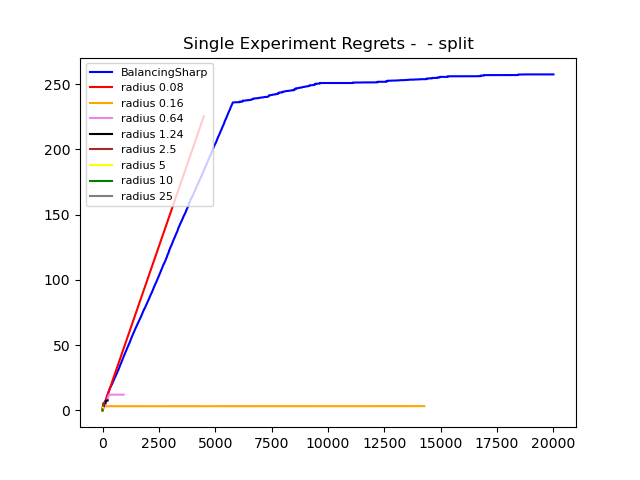 Single Experiment Regrets -  - split
BalancingSharp
radius 0.08
radius 0.16
radius 0.64
radius 1.24
radius 2.5
radius 5
radius 10
radius 25
250
200
150
100
50
0
0 2500 5000 7500 10000 12500 15000 17500 20000